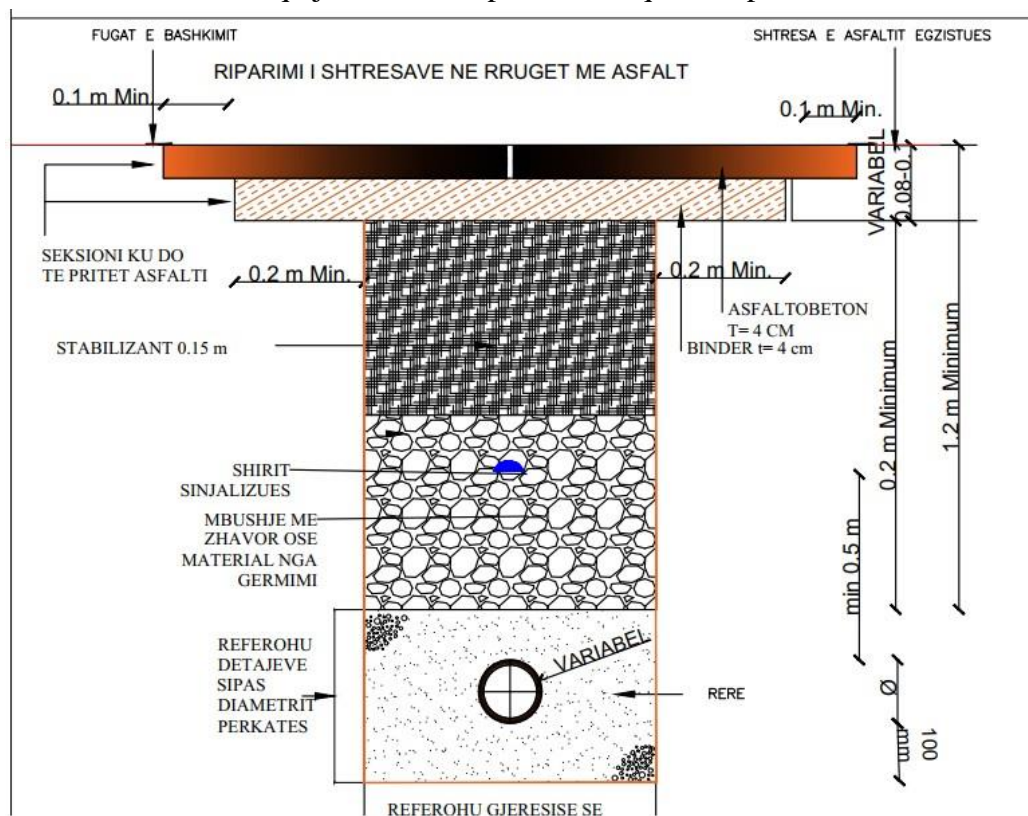 FUGAT E BASHKIMIT
SHTRESA E ASFALTIT EGZISTUES
RIPARIMI I SHTRESAVE NE RRUGET ME ASFALT
0.1 m Min.
0.1 m Min.
VARIABEL
0.08-0.
SEKSIONI KU DO
TE PRITET ASFALTI
0.2 m Min.
0.2 m Min.
ASFALTOBETON
T= 4 CM
BINDER t= 4 cm
STABILIZANT 0.15 m
0.2 m Minimum
1.2 m Minimum
SHIRIT
SINJALIZUES
MBUSHJE ME
ZHAVOR OSE
MATERIAL NGA
GERMIMI
min 0.5 m
REFEROHU
DETAJEVE
SIPAS
DIAMETRIT
PERKATES
VARIABEL
RERE
Ø
100
mm
REFEROHU GJERESISE SE